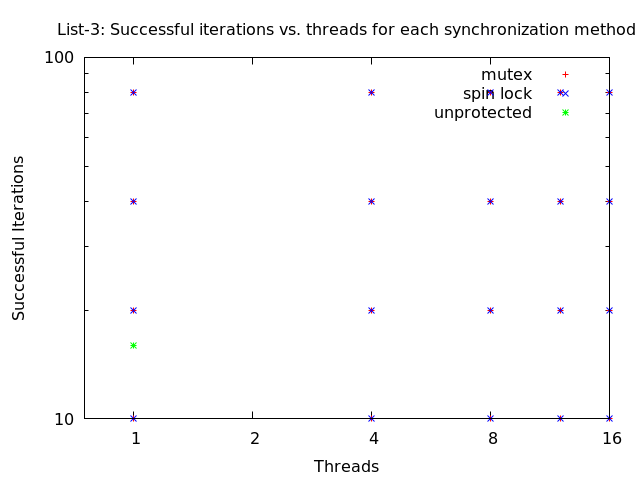 List-3: Successful iterations vs. threads for each synchronization method
100
mutex
spin lock
unprotected
Successful Iterations
10
1 2 4 8 16
Threads